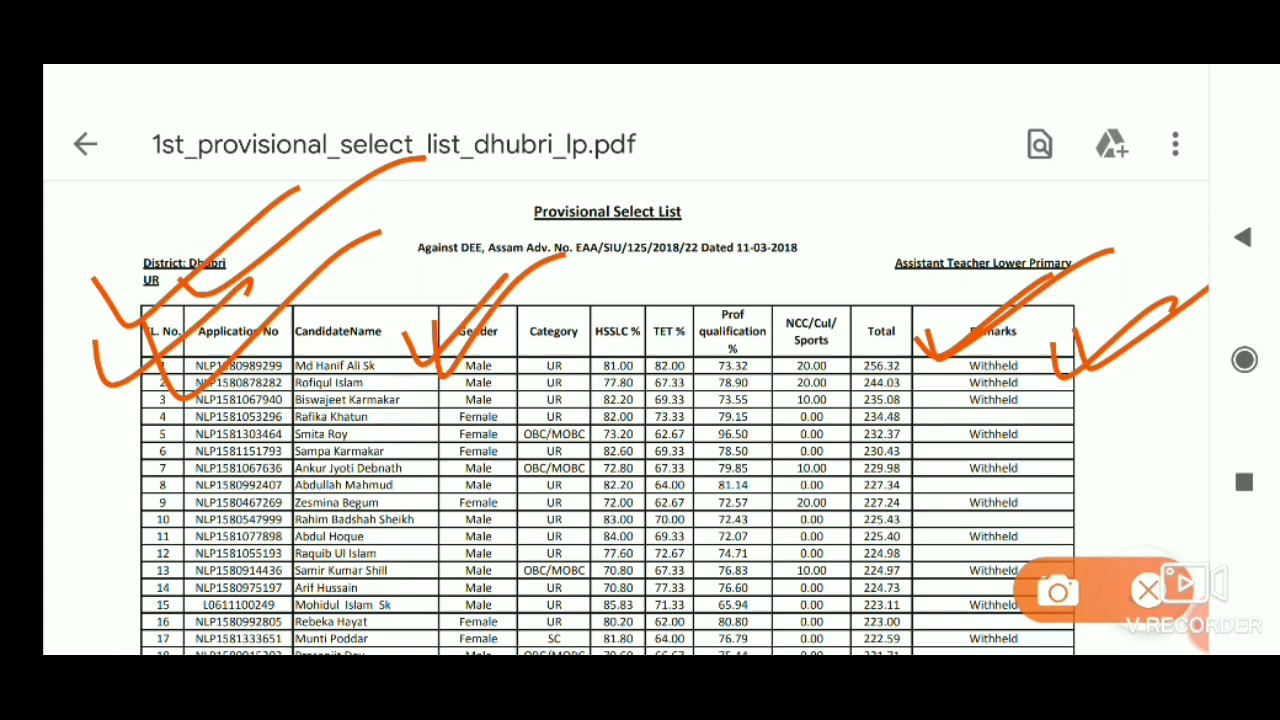 1st_provisional_select_list_dhubri_lp.pdf
Provisional Select List
Against DEE, Assam Adv. No. EAA/SIU/125/2018/22 Dated 11-03-2018
District: Dhubri Assistant Teacher Lower Primary
UR
SL. No. Application No CandidateName Gender Category HSSLC % TET % Prof qualification % NCC/Cul/ Sports Total Remarks
1 NLP1580989299 Md Hanif Ali Sk Male UR 81.00 82.00 73.32 20.00 256.32 Withheld
2 NLP1580878282 Rofiqul Islam Male UR 77.80 67.33 78.90 20.00 244.03 Withheld
3 NLP1581067940 Biswajeet Karmakar Male UR 82.20 69.33 73.55 10.00 235.08 Withheld
4 NLP1581053296 Rafika Khatun Female UR 82.00 73.33 79.15 0.00 234.48
5 NLP1581303464 Smita Roy Female OBC/MOBC 73.20 62.67 96.50 0.00 232.37 Withheld
6 NLP1581151793 Sampa Karmakar Female UR 82.60 69.33 78.50 0.00 230.43
7 NLP1581067636 Ankur Jyoti Debnath Male OBC/MOBC 72.80 67.33 79.85 10.00 229.98 Withheld
8 NLP1580992407 Abdullah Mahmud Male UR 82.20 64.00 81.14 0.00 227.34
9 NLP1580467269 Zesmina Begum Female UR 72.00 62.67 72.57 20.00 227.24 Withheld
10 NLP1580547999 Rahim Badshah Sheikh Male UR 83.00 70.00 72.43 0.00 225.43
11 NLP1581077898 Abdul Hoque Male UR 84.00 69.33 72.07 0.00 225.40 Withheld
12 NLP1581055193 Raquib Ul Islam Male UR 77.60 72.67 74.71 0.00 224.98
13 NLP1580914436 Samir Kumar Shill Male OBC/MOBC 70.80 67.33 76.83 10.00 224.97 Withheld
14 NLP1580975197 Arif Hussain Male UR 70.80 77.33 76.60 0.00 224.73
15 L0611100249 Mohidul Islam Sk Male UR 85.83 71.33 65.94 0.00 223.11 Withheld
16 NLP1580992805 Rebeka Hayat Female UR 80.20 62.00 80.80 0.00 223.00
17 NLP1581333651 Munti Poddar Female SC 81.80 64.00 76.79 0.00 222.59 Withheld
V RECORDER